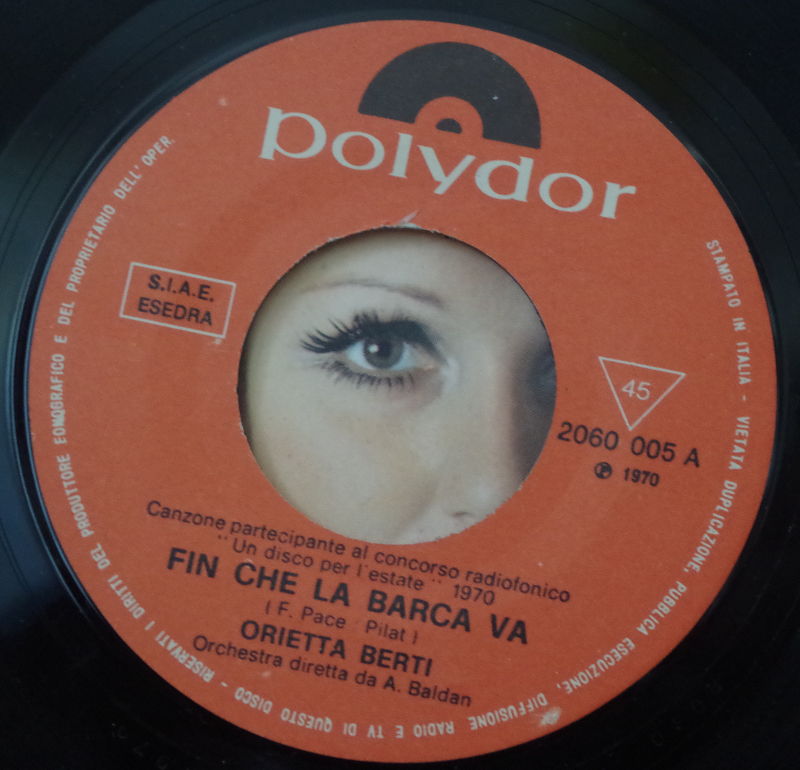 polydor
S.I.A.E.
ESEDRA
45
2060 005 A
℗ 1970
Canzone partecipante al concorso radiofonico
"Un disco per l'estate" 1970
FIN CHE LA BARCA VA
( F. Pace Pilat )
ORIETTA BERTI
Orchestra diretta da A. Baldan
STAMPATO IN ITALIA - VIETATA DUPLICAZIONE, PUBBLICA ESECUZIONE, DIFFUSIONE RADIO E TV DI QUESTO DISCO - RISERVATI I DIRITTI DEL PRODUTTORE FONOGRAFICO E DEL PROPRIETARIO DELL'OPER.